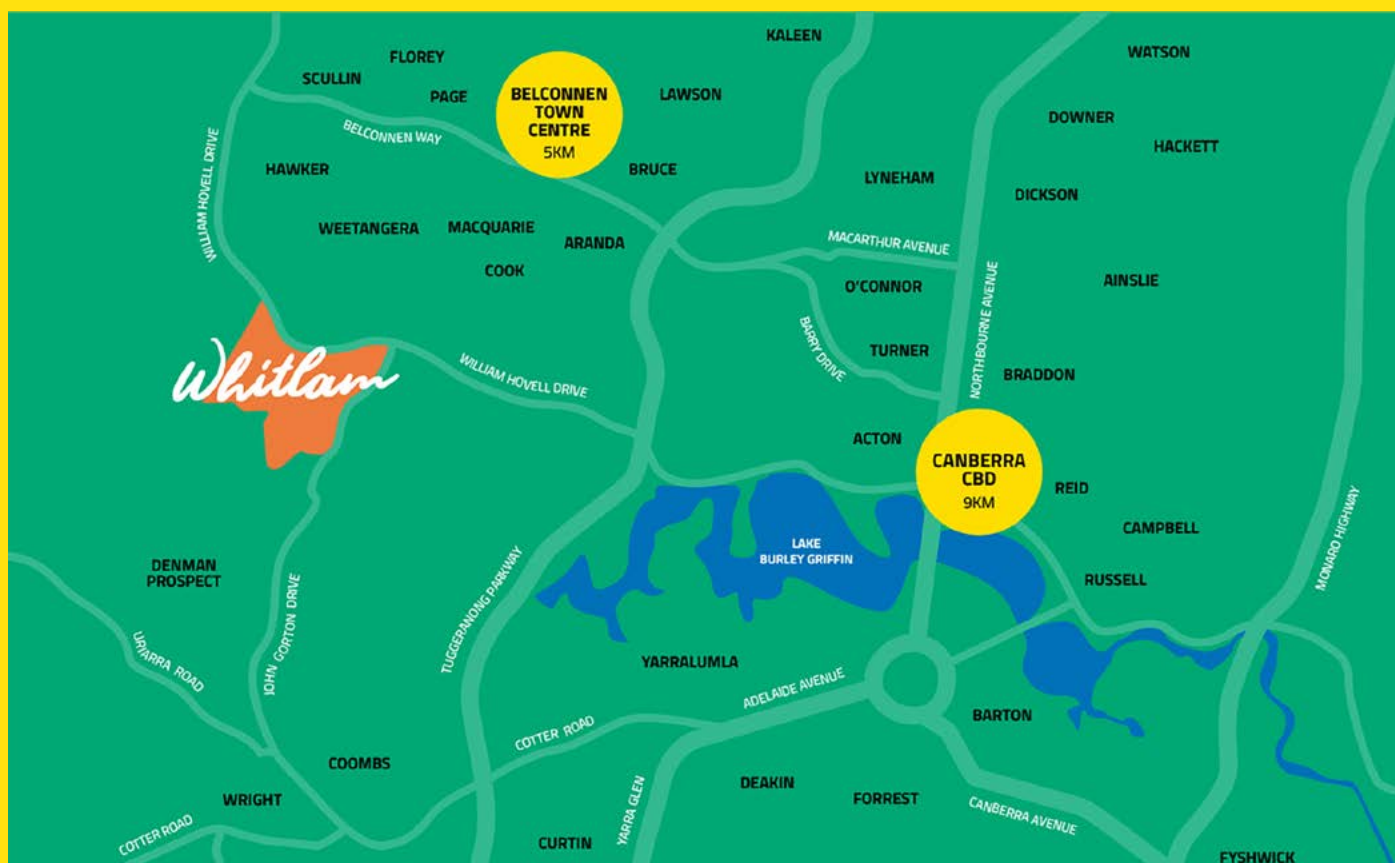 KALEEN
WATSON
FLOREY
SCULLIN
PAGE
BELCONNEN
TOWN
CENTRE
5KM
LAWSON
DOWNER
HACKETT
BELCONNEN WAY
WILLIAM HOVELL DRIVE
HAWKER
BRUCE
LYNEHAM
DICKSON
WEETANGERA
MACQUARIE
ARANDA
COOK
MACARTHUR AVENUE
O'CONNOR
AINSLIE
NORTHBOURNE AVENUE
BARRY DRIVE
TURNER
BRADDON
Whitlam
WILLIAM HOVELL DRIVE
ACTON
CANBERRA
CBD
9KM
REID
CAMPBELL
LAKE
BURLEY GRIFFIN
RUSSELL
MONARO HIGHWAY
DENMAN
PROSPECT
JOHN GORTON DRIVE
TUGGERANONG PARKWAY
URIARRA ROAD
YARRALUMLA
ADELAIDE AVENUE
BARTON
COTTER ROAD
COOMBS
WRIGHT
DEAKIN
FORREST
YARRA GLEN
CANBERRA AVENUE
COTTER ROAD
CURTIN
FYSHWICK